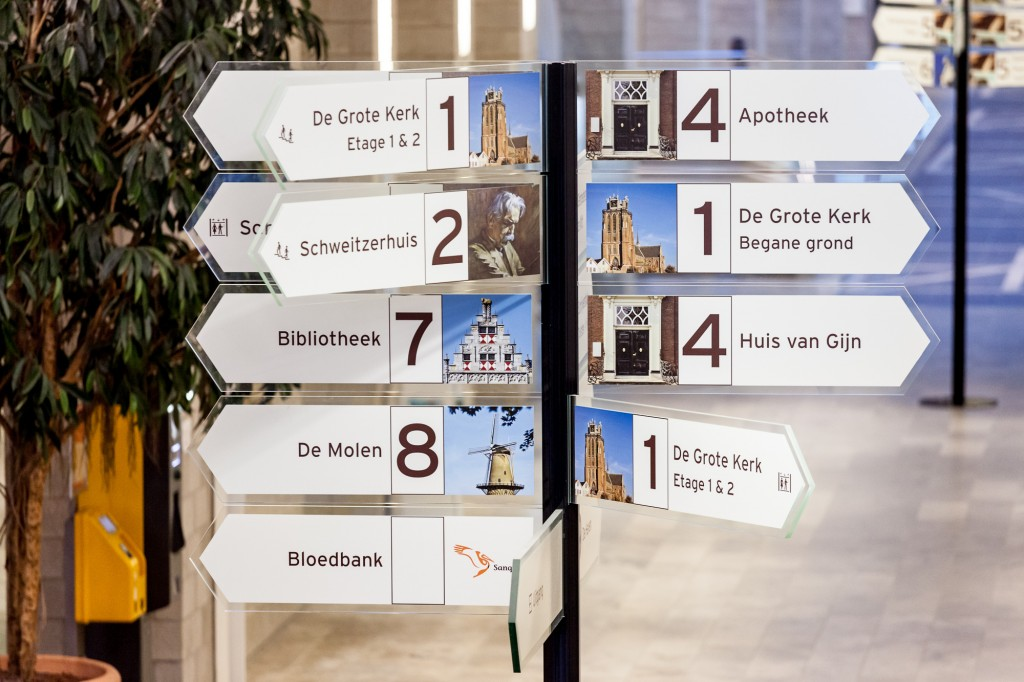 De Grote Kerk
Etage 1 & 2
1
Schweitzerhuis
2
Bibliotheek
7
De Molen
8
Bloedbank
4
Apotheek
1
De Grote Kerk
Begane grond
4
Huis van Gijn
1
De Grote Kerk
Etage 1 & 2
Uitgang